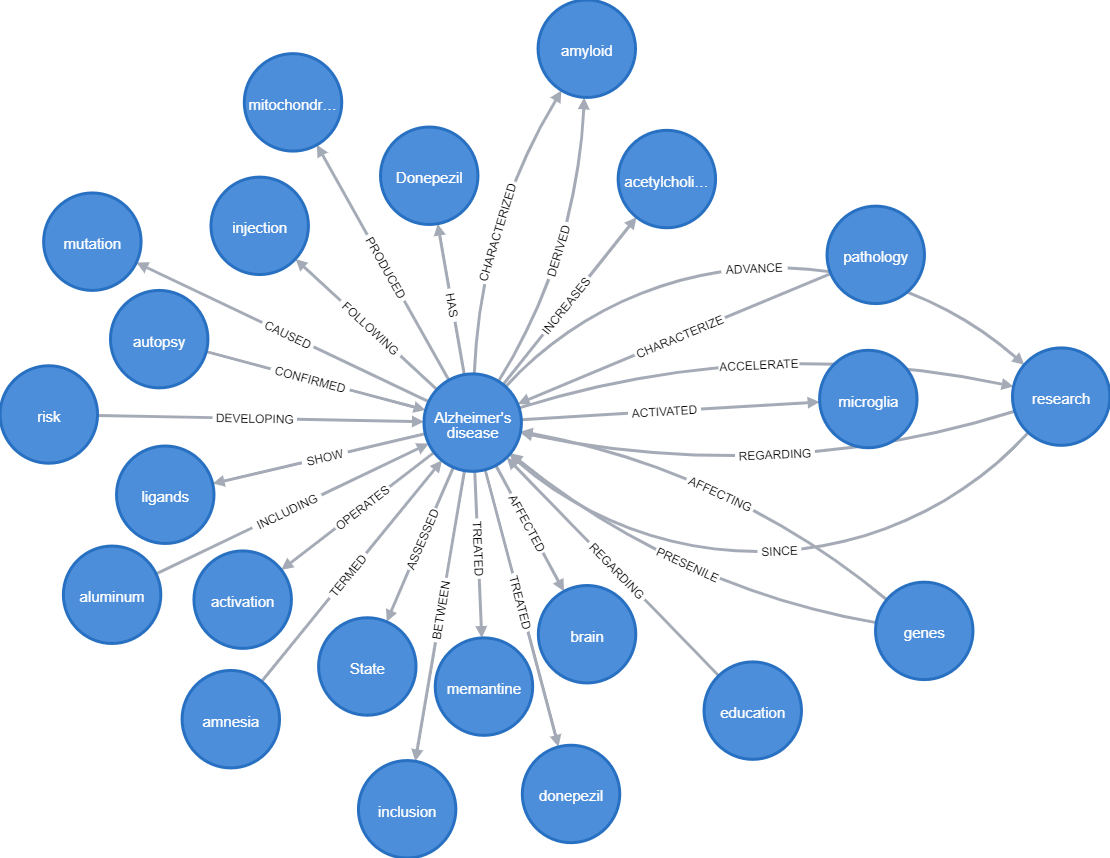 amyloid
mitochondr...
Donepezil
acetylcholi...
CHARACTERIZED
mutation
injection
PRODUCED
DERIVED
pathology
ADVANCE
HAS
INCREASES
autopsy
CAUSED
FOLLOWING
CHARACTERIZE
CONFIRMED
ACCELERATE
risk
DEVELOPING
Alzheimer's
disease
ACTIVATED
microglia
research
SHOW
REGARDING
ligands
INCLUDING
OPERATES
ASSESSED
TREATED
AFFECTED
AFFECTING
aluminum
activation
TERMED
BETWEEN
TREATED
REGARDING
PRESENILE
SINCE
brain
genes
State
memantine
amnesia
education
inclusion
donepezil